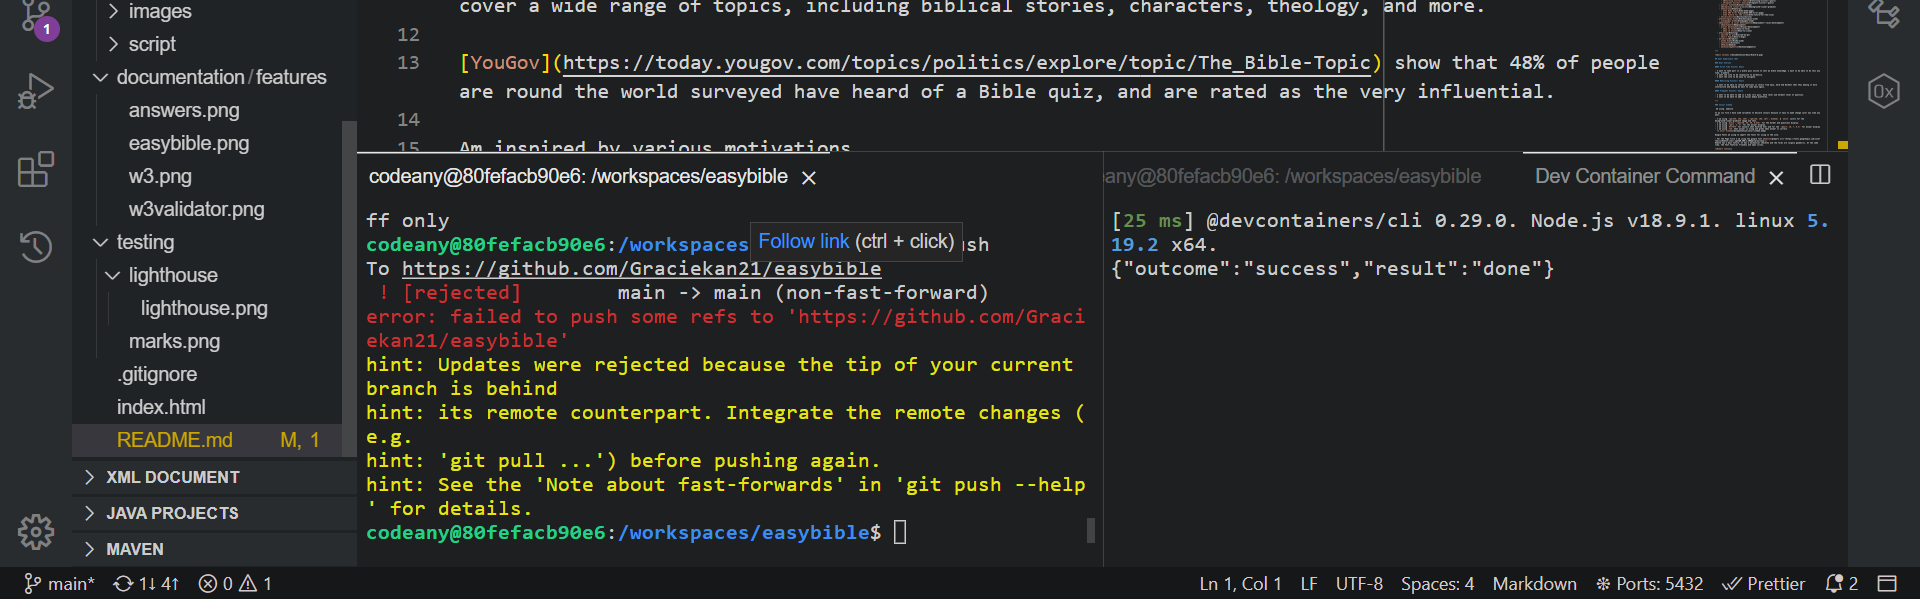 images
script
documentation/features
answers.png
easybible.png
w3.png
w3validator.png
testing
lighthouse
lighthouse.png
marks.png
.gitignore
index.html
README.md M, 1
XML DOCUMENT
JAVA PROJECTS
MAVEN
1
cover a wide range of topics, including biblical stories, characters, theology, and more.
12
13 [YouGov](https://today.yougov.com/topics/politics/explore/topic/The_Bible-Topic) show that 48% of people
are round the world surveyed have heard of a Bible quiz, and are rated as the very influential.
14
15 Am inspired by various motivations
codeany@80fefacb90e6: /workspaces/easybible
ff only
codeany@80fefacb90e6:/workspaces sh
Follow link (ctrl + click)
To https://github.com/Graciekan21/easybible
! [rejected] main -> main (non-fast-forward)
error: failed to push some refs to 'https://github.com/Graci
ekan21/easybible'
hint: Updates were rejected because the tip of your current
branch is behind
hint: its remote counterpart. Integrate the remote changes (
e.g.
hint: 'git pull ...') before pushing again.
hint: See the 'Note about fast-forwards' in 'git push --help
' for details.
codeany@80fefacb90e6:/workspaces/easybible$
any@80fefacb90e6: /workspaces/easybible
Dev Container Command
[25 ms] @devcontainers/cli 0.29.0. Node.js v18.9.1. linux 5.
19.2 x64.
{"outcome":"success","result":"done"}
0x
main* 1↓ 4↑ 0 1 Ln 1, Col 1 LF UTF-8 Spaces: 4 Markdown Ports: 5432 Prettier 2